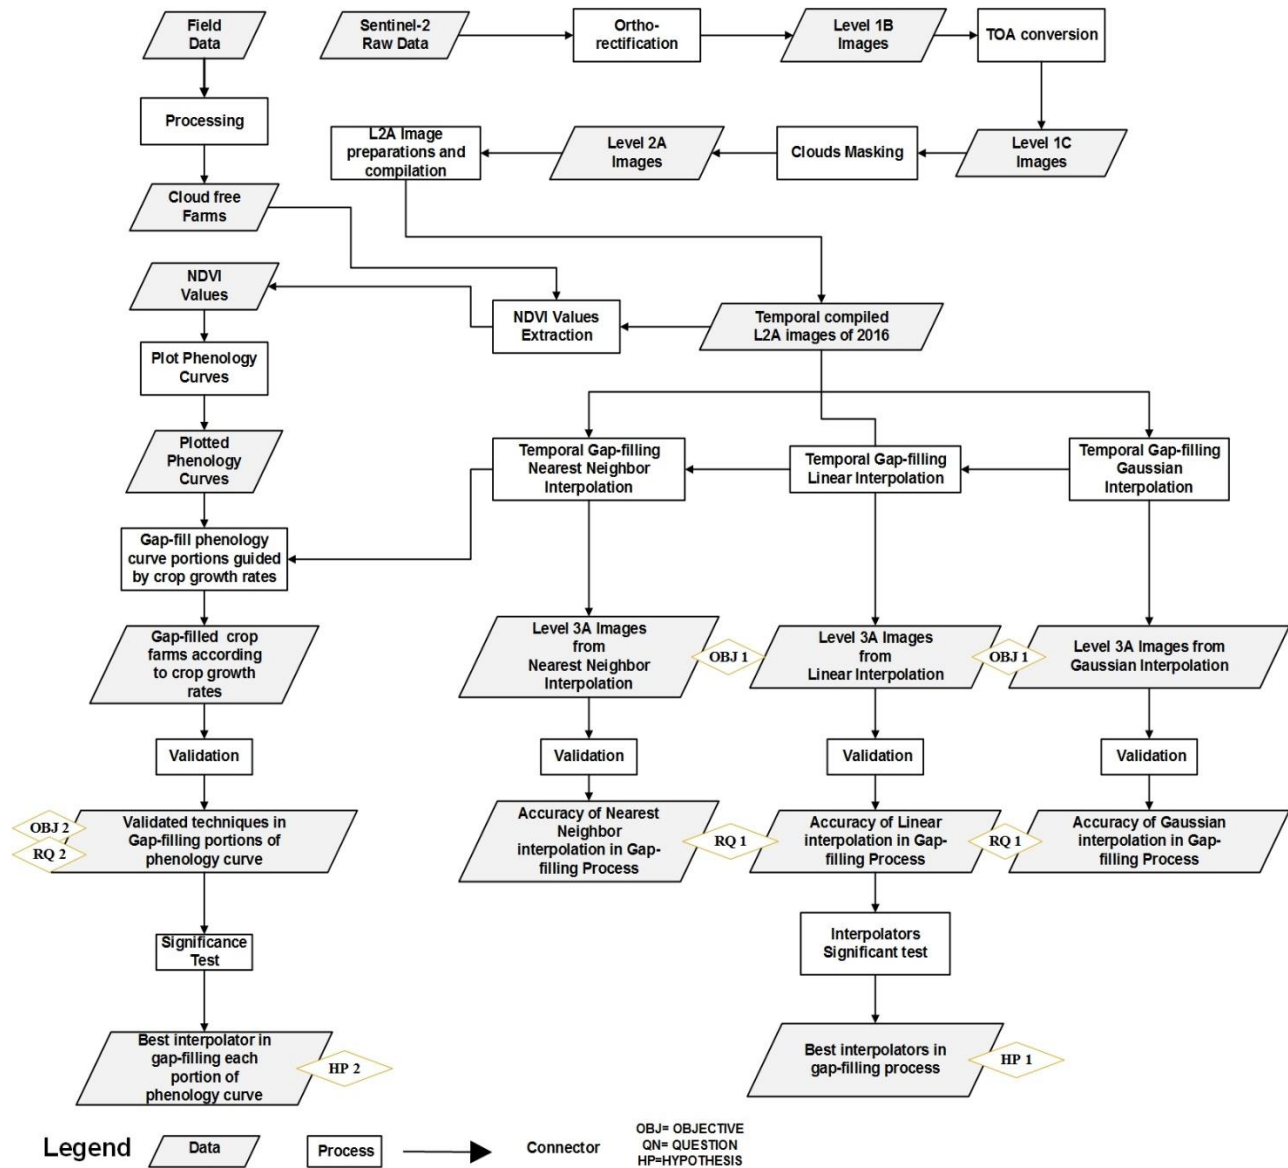 Field
Data
Sentinel-2
Raw Data
Ortho-
rectification
Level 1B
Images
TOA conversion
Processing
L2A Image
preparations and
compilation
Level 2A
Images
Clouds Masking
Level 1C
Images
Cloud free
Farms
NDVI
Values
NDVI Values
Extraction
Temporal compiled
L2A images of 2016
Plot Phenology
Curves
Plotted
Phenology
Curves
Temporal Gap-filling
Nearest Neighbor
Interpolation
Temporal Gap-filling
Linear Interpolation
Temporal Gap-filling
Gaussian
Interpolation
Gap-fill phenology
curve portions guided
by crop growth rates
Gap-filled crop
farms according
to crop growth
rates
Level 3A Images
from
Nearest Neighbor
Interpolation
OBJ 1
Level 3A Images
from
Linear Interpolation
OBJ 1
Level 3A Images from
Gaussian Interpolation
Validation
Validation
Validation
Validation
OBJ 2
RQ 2
Validated techniques in
Gap-filling portions of
phenology curve
Accuracy of Nearest
Neighbor
interpolation in Gap-
filling Process
RQ 1
Accuracy of Linear
interpolation in Gap-
filling Process
RQ 1
Accuracy of Gaussian
interpolation in Gap-
filling Process
Significance
Test
Interpolators
Significant test
Best interpolator in
gap-filling each
portion of
phenology curve
HP 2
Best interpolators in
gap-filling process
HP 1
Legend
Data
Process
Connector
OBJ= OBJECTIVE
QN= QUESTION
HP=HYPOTHESIS